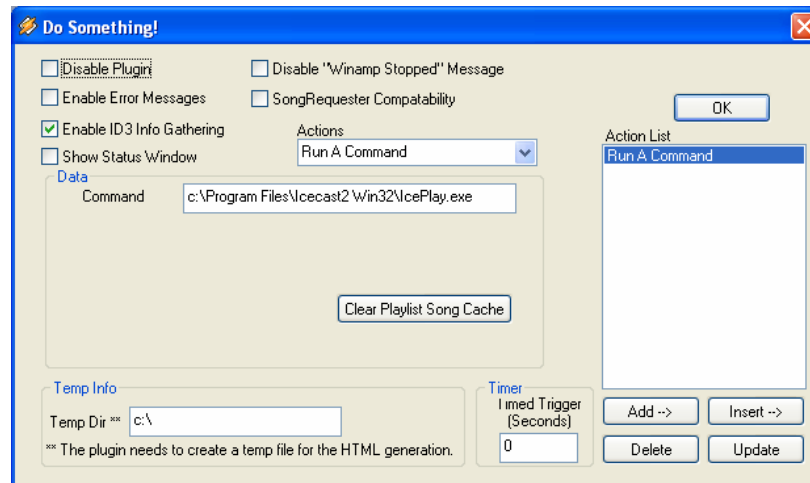 Do Something!
Disable Plugin
Disable "Winamp Stopped" Message
Enable Error Messages
SongRequester Compatability
OK
Enable ID3 Info Gathering
Actions
Action List
Show Status Window
Run A Command
Run A Command
Data
Command
c:\Program Files\Icecast2 Win32\IcePlay.exe
Clear Playlist Song Cache
Temp Info
Timer
Timed Trigger
(Seconds)
Temp Dir **
c:\
0
Add -->
Insert -->
** The plugin needs to create a temp file for the HTML generation.
Delete
Update